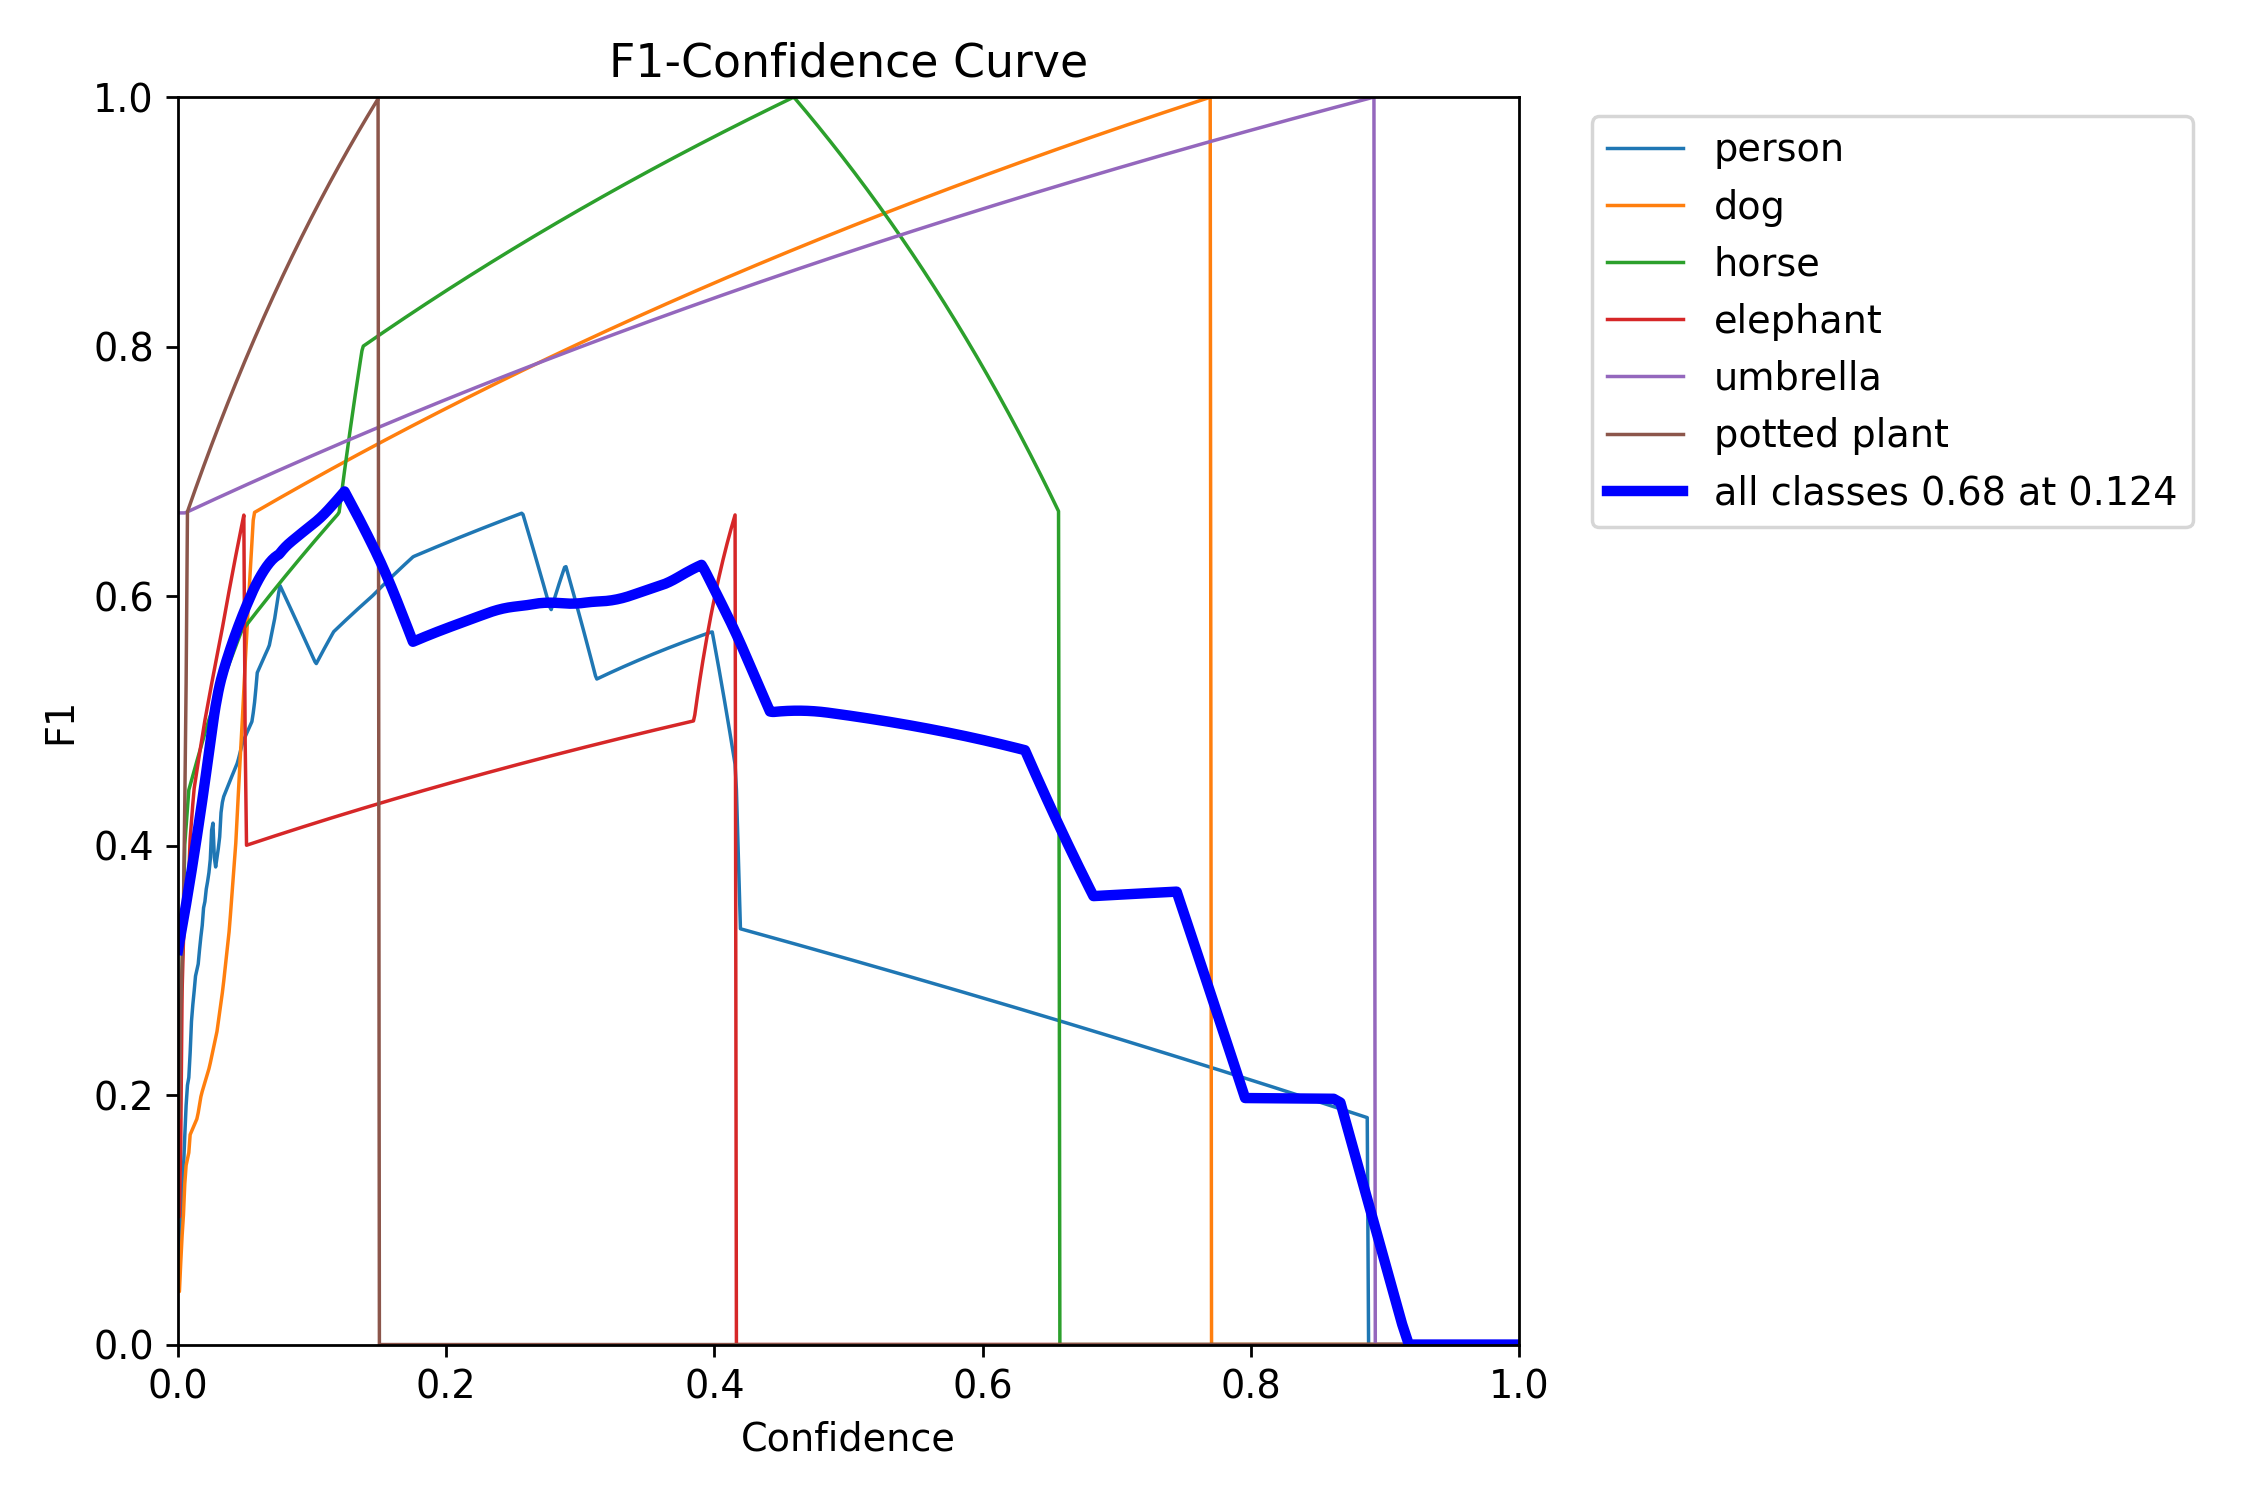 F1-Confidence Curve
1.0
0.8
0.6
0.4
0.2
0.0
F1
0.0 0.2 0.4 0.6 0.8 1.0
Confidence
person
dog
horse
elephant
umbrella
potted plant
all classes 0.68 at 0.124